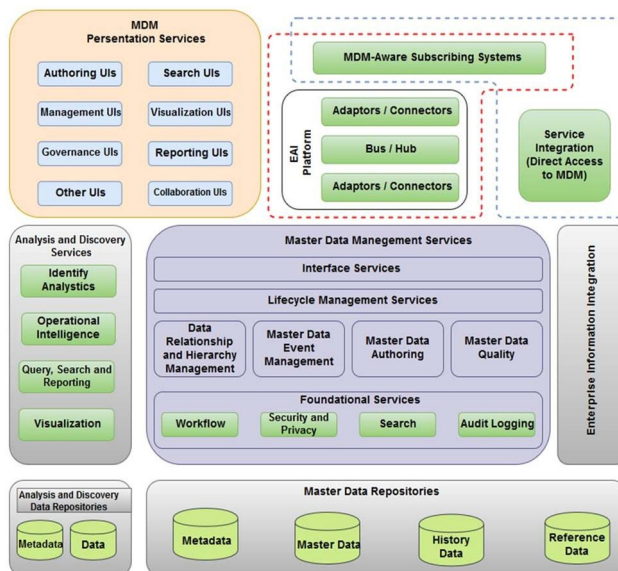 MDM
Persentation Services
Authoring UIs
Search UIs
Management UIs
Visualization UIs
Governance UIs
Reporting UIs
Other UIs
Collaboration UIs
MDM-Aware Subscribing Systems
EAI
Platform
Adaptors / Connectors
Bus / Hub
Adaptors / Connectors
Service
Integration
(Direct Access
to MDM)
Analysis and Discovery
Services
Identify
Analystics
Operational
Intelligence
Query, Search and
Reporting
Visualization
Master Data Mangement Services
Interface Services
Lifecycle Management Services
Data
Relationship
and Hierarchy
Management
Master Data
Event
Management
Master Data
Authoring
Master Data
Quality
Foundational Services
Workflow
Security and
Privacy
Search
Audit Logging
Enterprise Information Integration
Analysis and Discovery
Data Repositories
Metadata
Data
Master Data Repositories
Metadata
Master Data
History
Data
Reference
Data